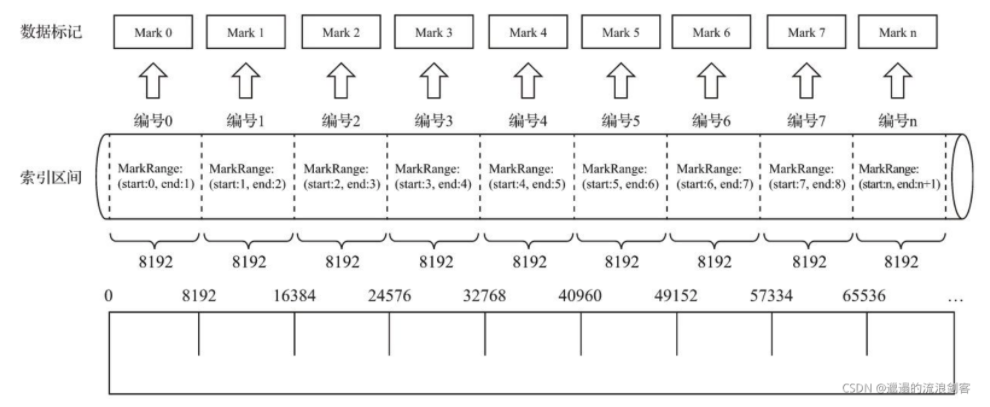 数据标记 Mark 0 Mark 1 Mark 2 Mark 3 Mark 4 Mark 5 Mark 6 Mark 7 Mark n
编号0 编号1 编号2 编号3 编号4 编号5 编号6 编号7 编号n
索引区间
MarkRange: MarkRange: MarkRange: MarkRange: MarkRange: MarkRange: MarkRange: MarkRange: MarkRange:
(start:0, end:1) (start:1, end:2) (start:2, end:3) (start:3, end:4) (start:4, end:5) (start:5, end:6) (start:6, end:7) (start:7, end:8) (start:n, end:n+1)
8192 8192 8192 8192 8192 8192 8192 8192 8192
0 8192 16384 24576 32768 40960 49152 57334 65536 …
CSDN @邋遢的流浪剑客